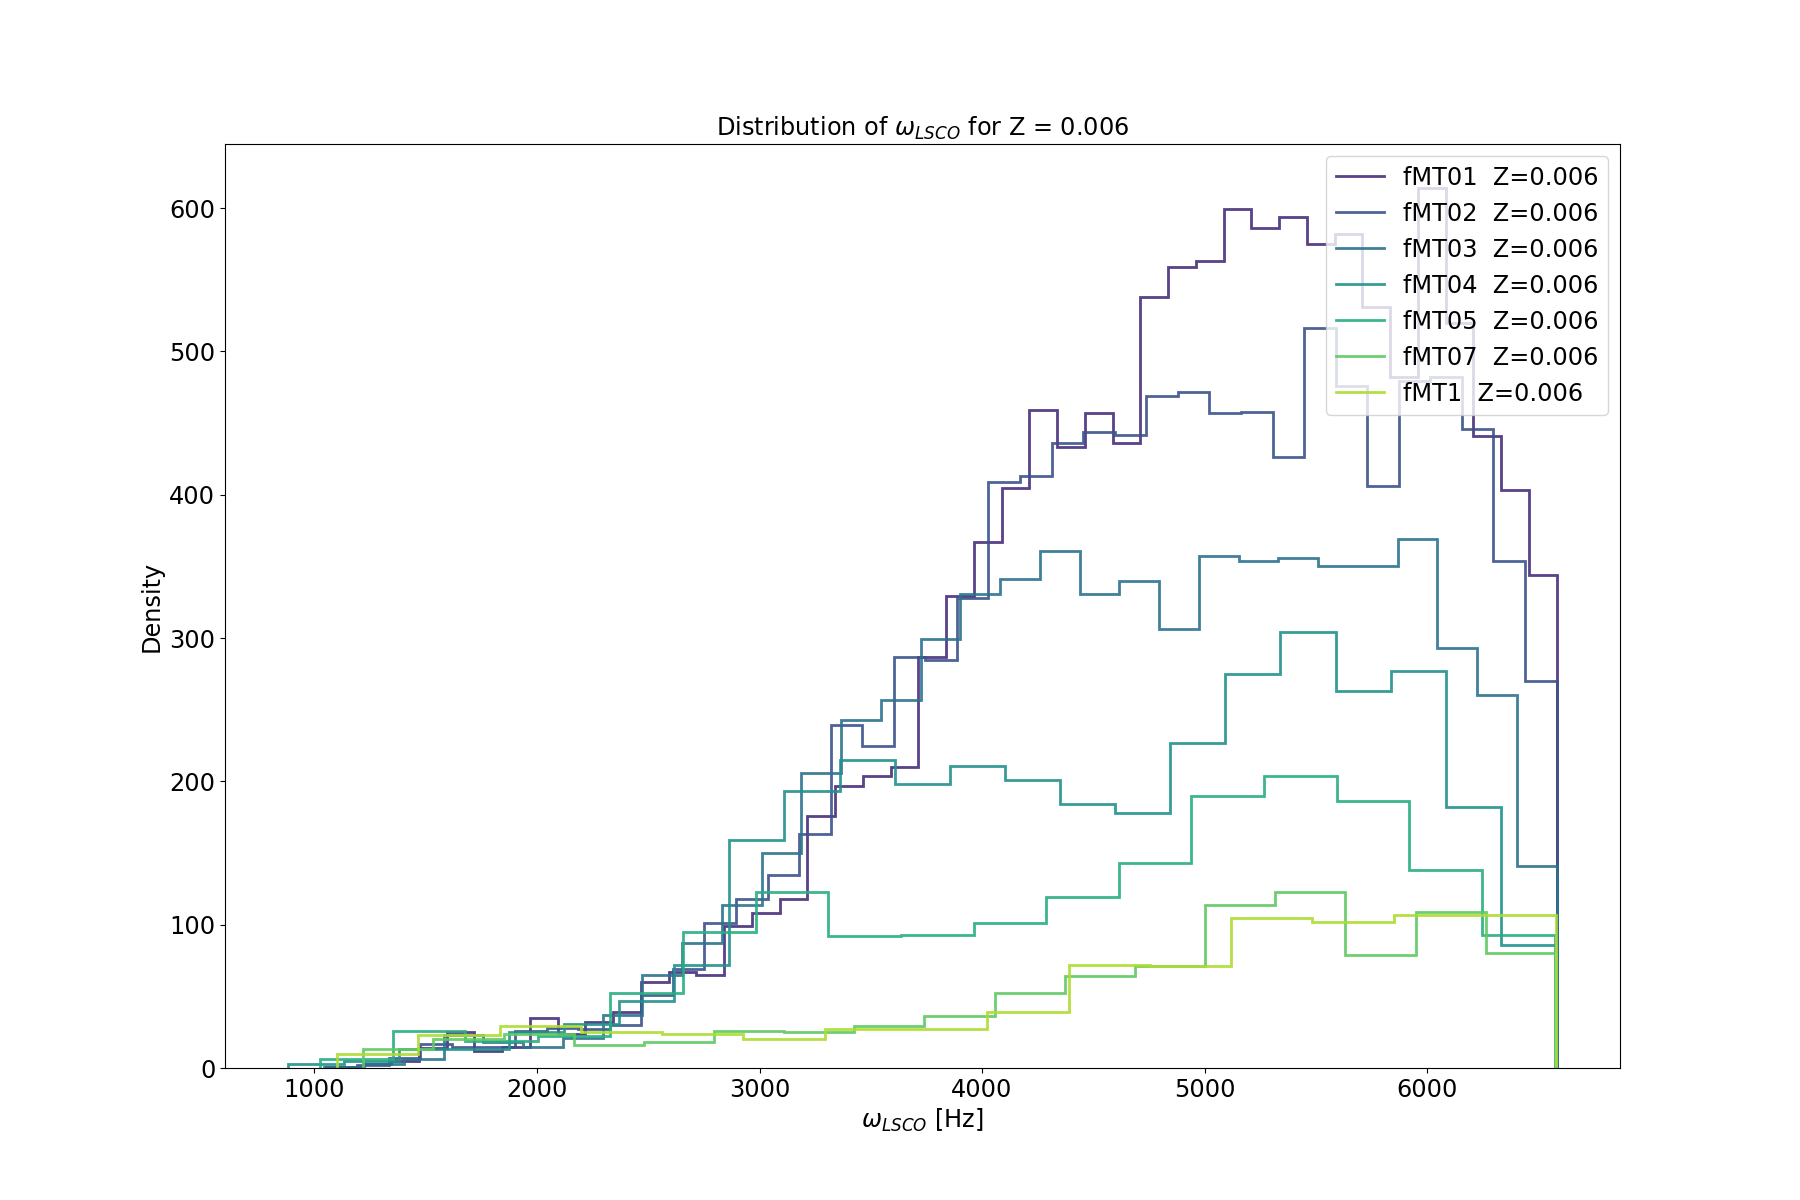 Distribution of ω_LSCO for Z = 0.006
fMT01 Z=0.006
fMT02 Z=0.006
fMT03 Z=0.006
fMT04 Z=0.006
fMT05 Z=0.006
fMT07 Z=0.006
fMT1 Z=0.006
600
500
400
300
200
100
0
Density
1000 2000 3000 4000 5000 6000
ω_LSCO [Hz]